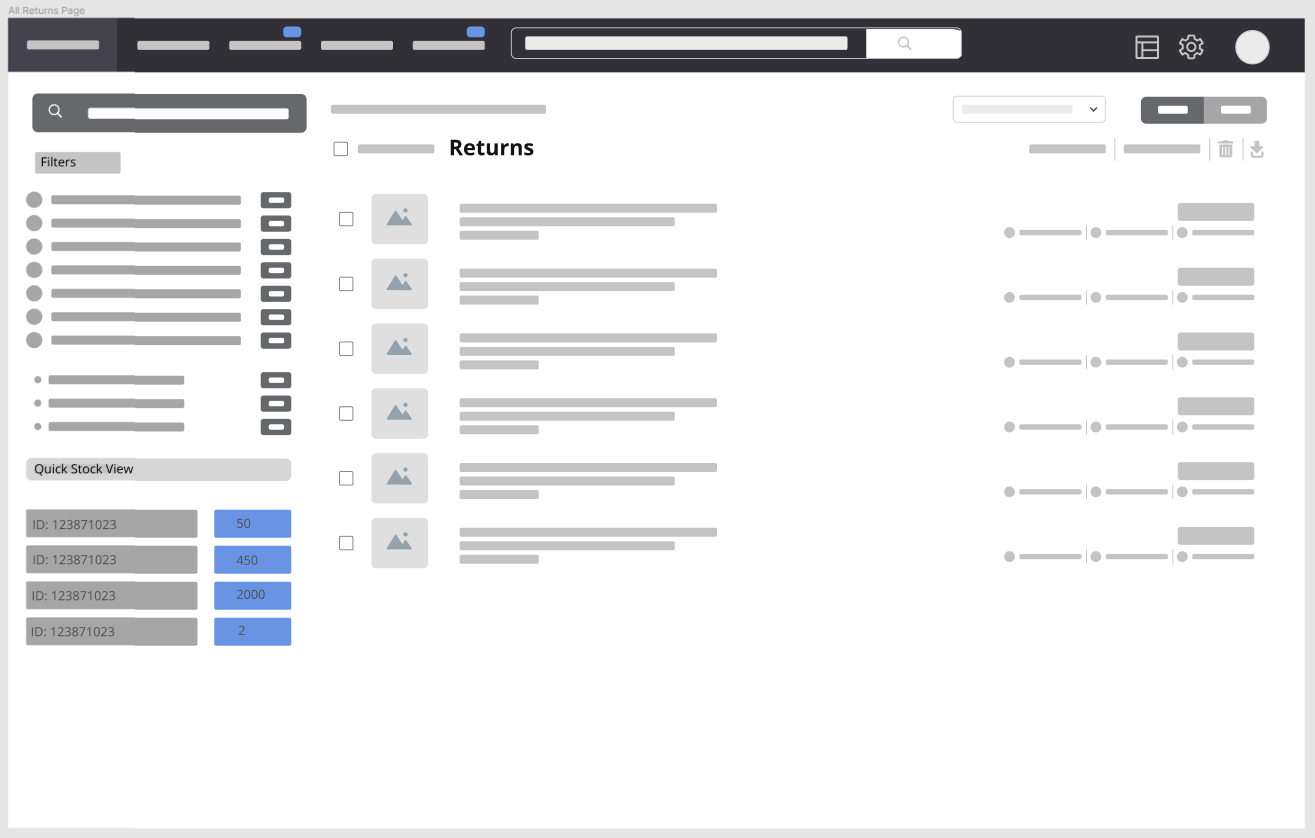 All Returns Page
Filters
Returns
Quick Stock View
ID: 123871023
50
ID: 123871023
450
ID: 123871023
2000
ID: 123871023
2